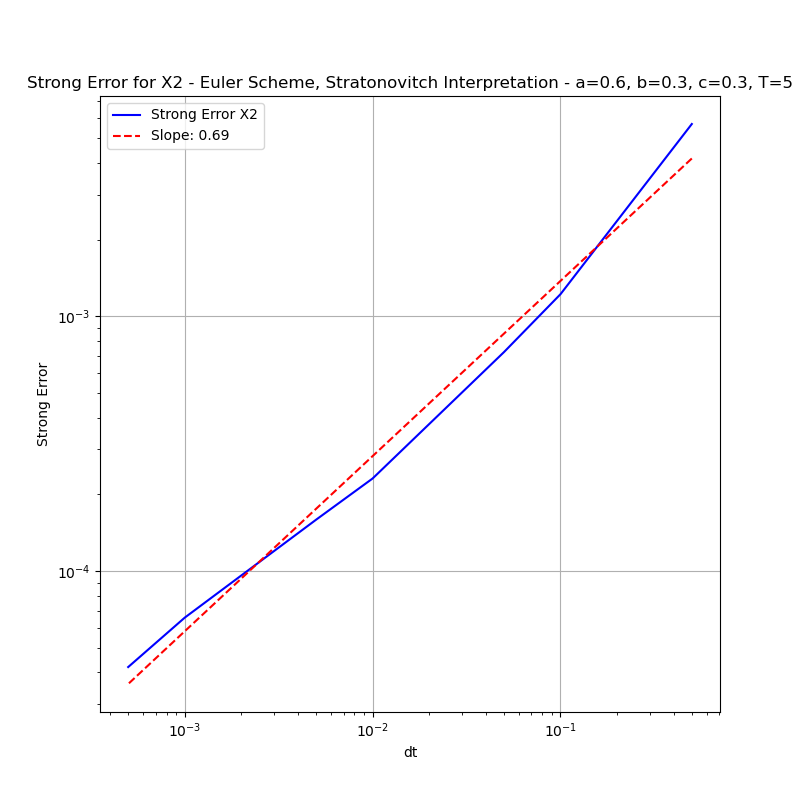 Strong Error for X2 - Euler Scheme, Stratonovitch Interpretation - a=0.6, b=0.3, c=0.3, T=5
Strong Error X2
Slope: 0.69
Strong Error
10⁻³
10⁻⁴
10⁻³
10⁻²
10⁻¹
dt